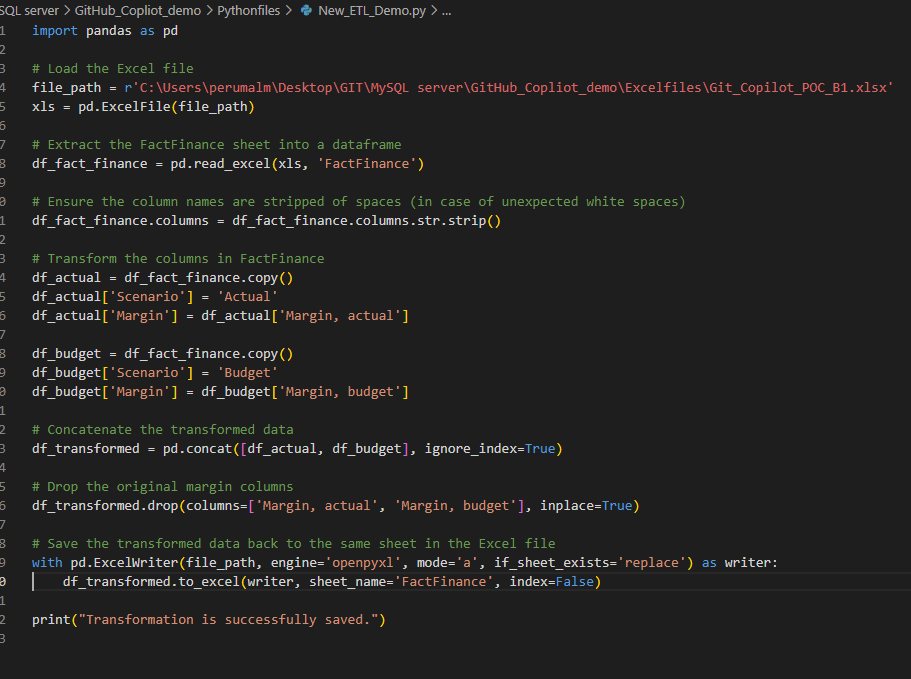 SQL server > GitHub_Copliot_demo > Pythonfiles > New_ETL_Demo.py > ...
1 import pandas as pd
2
3 # Load the Excel file
4 file_path = r'C:\Users\perumalm\Desktop\GIT\MySQL server\GitHub_Copliot_demo\Excelfiles\Git_Copilot_POC_B1.xlsx'
5 xls = pd.ExcelFile(file_path)
6
7 # Extract the FactFinance sheet into a dataframe
8 df_fact_finance = pd.read_excel(xls, 'FactFinance')
9
0 # Ensure the column names are stripped of spaces (in case of unexpected white spaces)
1 df_fact_finance.columns = df_fact_finance.columns.str.strip()
2
3 # Transform the columns in FactFinance
4 df_actual = df_fact_finance.copy()
5 df_actual['Scenario'] = 'Actual'
6 df_actual['Margin'] = df_actual['Margin, actual']
7
8 df_budget = df_fact_finance.copy()
9 df_budget['Scenario'] = 'Budget'
0 df_budget['Margin'] = df_budget['Margin, budget']
1
2 # Concatenate the transformed data
3 df_transformed = pd.concat([df_actual, df_budget], ignore_index=True)
4
5 # Drop the original margin columns
6 df_transformed.drop(columns=['Margin, actual', 'Margin, budget'], inplace=True)
7
8 # Save the transformed data back to the same sheet in the Excel file
9 with pd.ExcelWriter(file_path, engine='openpyxl', mode='a', if_sheet_exists='replace') as writer:
0     df_transformed.to_excel(writer, sheet_name='FactFinance', index=False)
1
2 print("Transformation is successfully saved.")
3